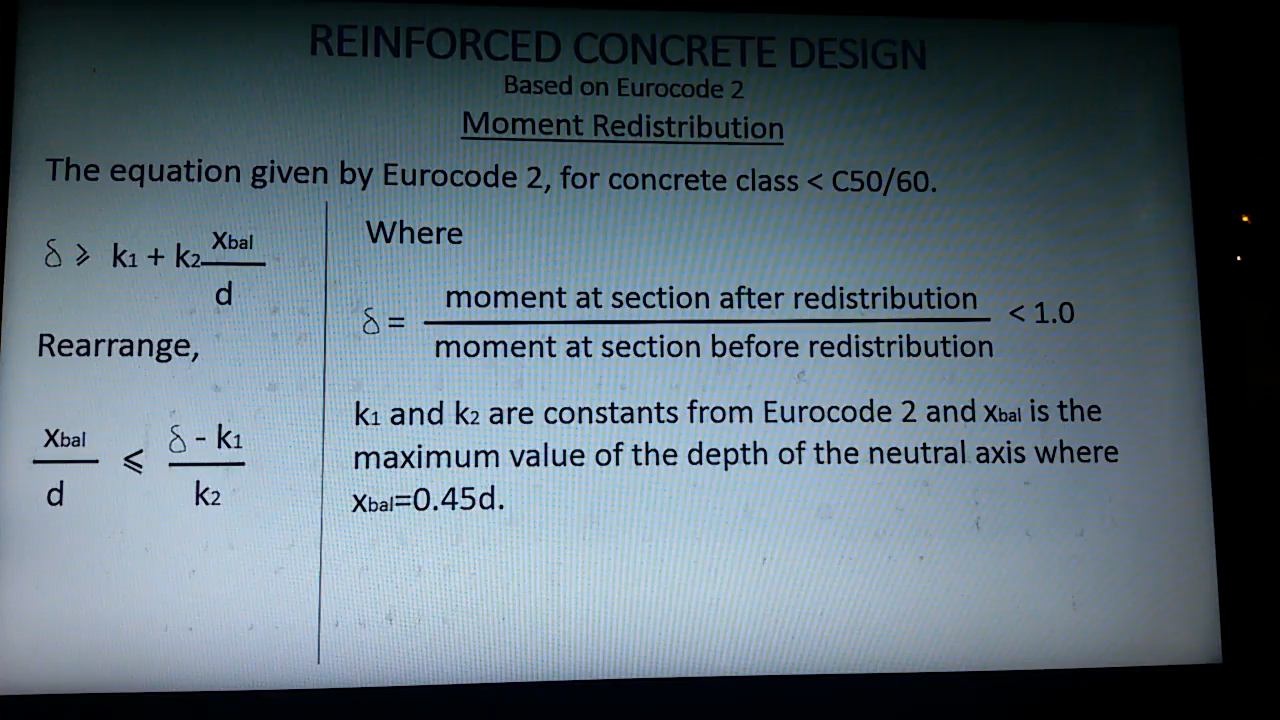 REINFORCED CONCRETE DESIGN
Based on Eurocode 2
Moment Redistribution
The equation given by Eurocode 2, for concrete class < C50/60.
δ ⩾ k₁ + k₂ Xbal
d
Rearrange,
Xbal ⩽ δ - k₁
d k₂
Where
δ = moment at section after redistribution < 1.0
moment at section before redistribution
k₁ and k₂ are constants from Eurocode 2 and Xbal is the
maximum value of the depth of the neutral axis where
Xbal=0.45d.